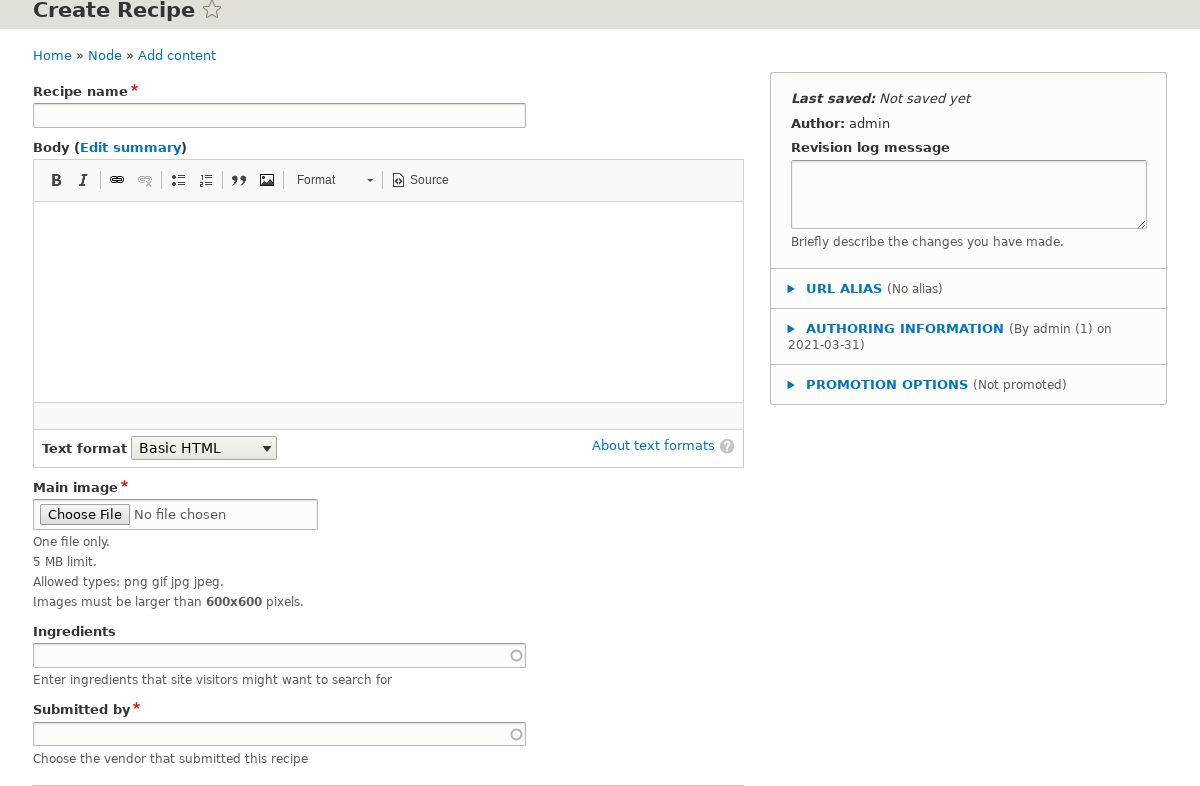 Create Recipe
Home » Node » Add content
Recipe name*
Body (Edit summary)
B I Format Source
Text format Basic HTML
About text formats ?
Main image*
Choose File No file chosen
One file only.
5 MB limit.
Allowed types: png gif jpg jpeg.
Images must be larger than 600x600 pixels.
Ingredients
Enter ingredients that site visitors might want to search for
Submitted by*
Choose the vendor that submitted this recipe
Last saved: Not saved yet
Author: admin
Revision log message
Briefly describe the changes you have made.
URL ALIAS (No alias)
AUTHORING INFORMATION (By admin (1) on
2021-03-31)
PROMOTION OPTIONS (Not promoted)